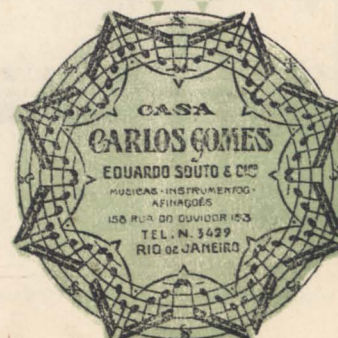 CASA
CARLOS GOMES
EDUARDO SOUTO & Cia
MUSICAS - INSTRUMENTOS -
AFINAÇÕES
153 RUA DO OUVIDOR 153
TEL. N. 3429
RIO DE JANEIRO